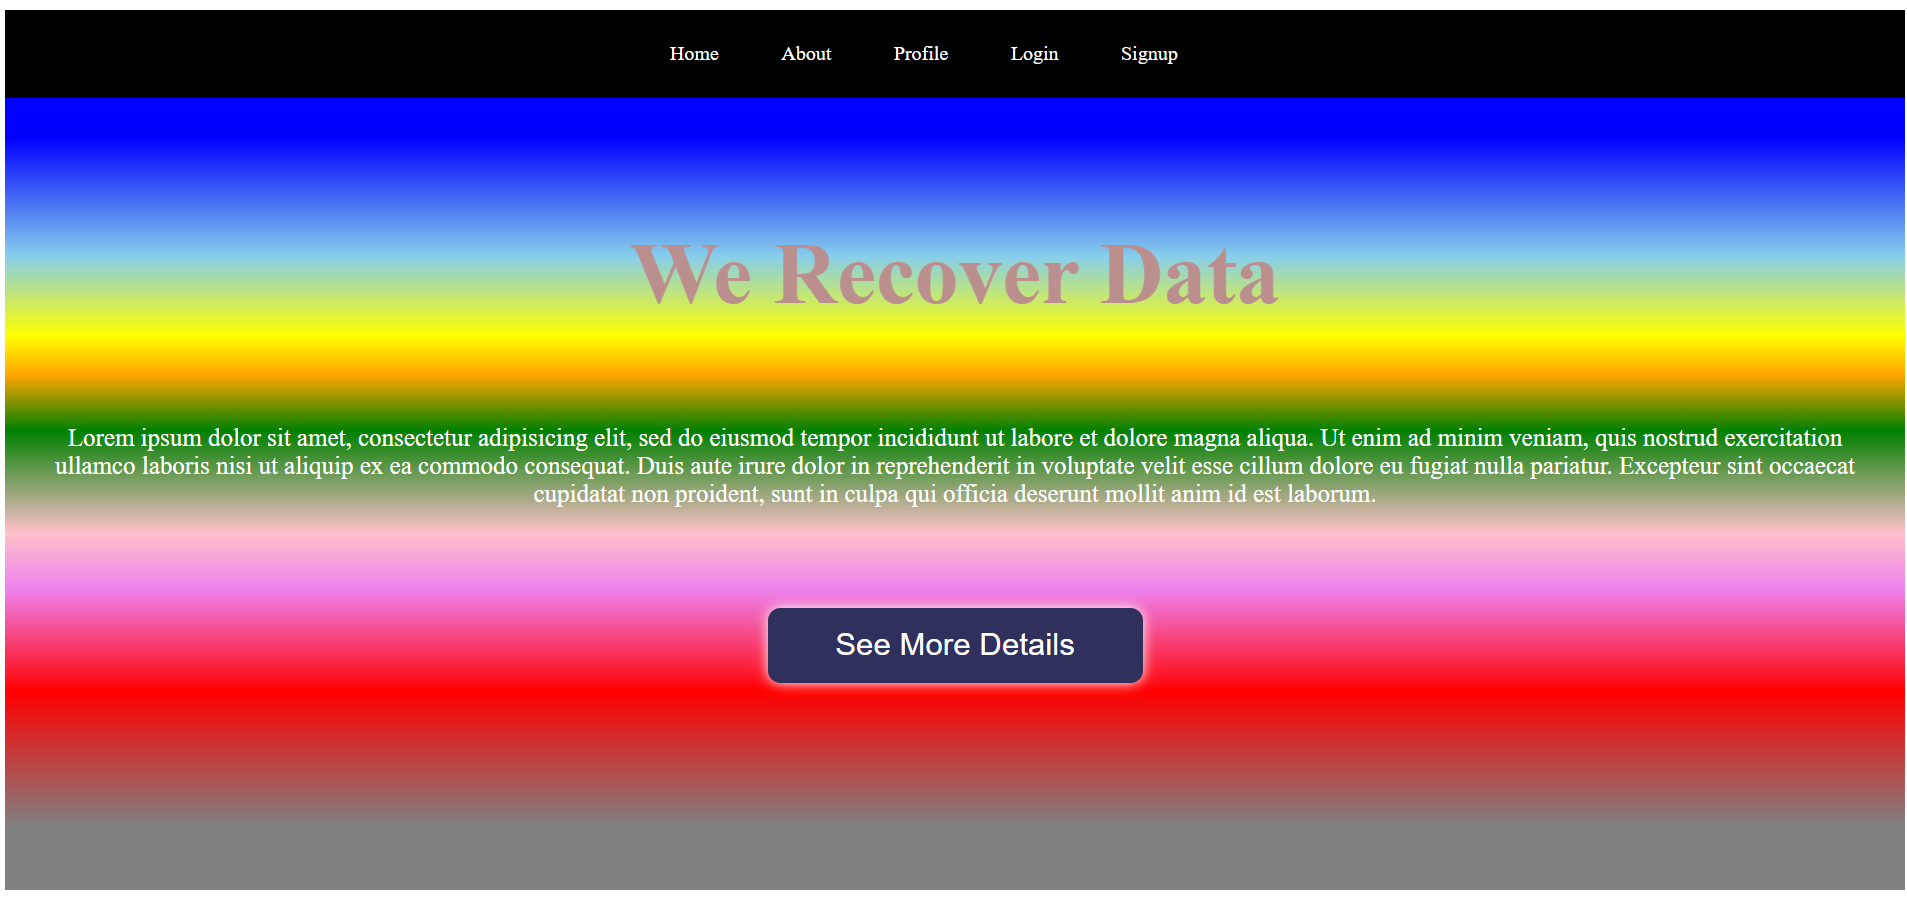 Home About Profile Login Signup
We Recover Data
Lorem ipsum dolor sit amet, consectetur adipisicing elit, sed do eiusmod tempor incididunt ut labore et dolore magna aliqua. Ut enim ad minim veniam, quis nostrud exercitation
ullamco laboris nisi ut aliquip ex ea commodo consequat. Duis aute irure dolor in reprehenderit in voluptate velit esse cillum dolore eu fugiat nulla pariatur. Excepteur sint occaecat
cupidatat non proident, sunt in culpa qui officia deserunt mollit anim id est laborum.
See More Details